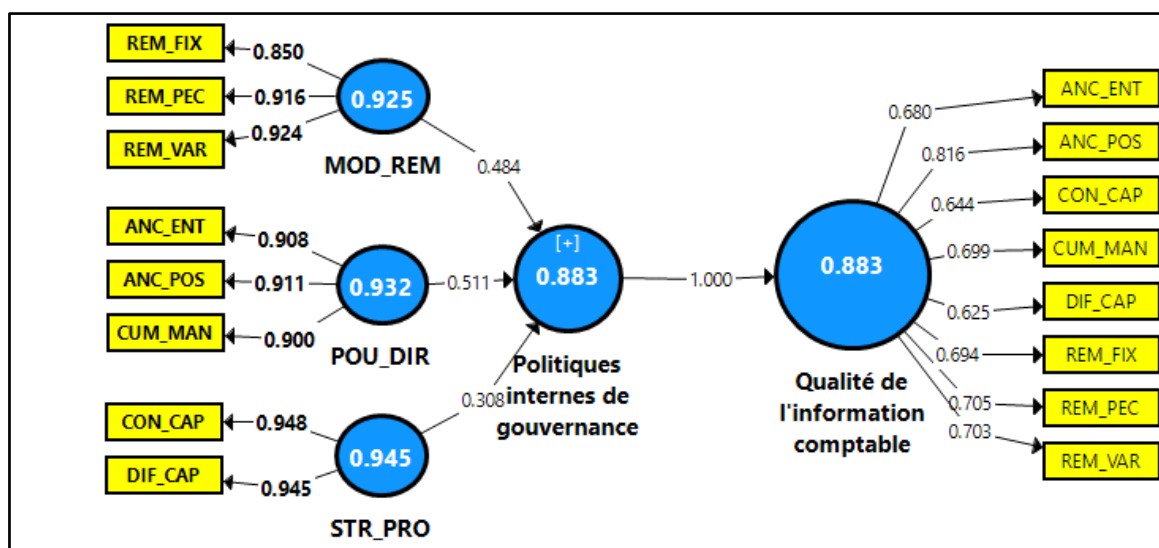 REM_FIX
0.850
REM_PEC
0.916
REM_VAR
0.924
0.925
MOD_REM
0.484
ANC_ENT
0.908
ANC_POS
0.911
CUM_MAN
0.900
0.932
POU_DIR
0.511
CON_CAP
0.948
DIF_CAP
0.945
0.945
STR_PRO
0.308
[+]
0.883
Politiques
internes de
gouvernance
1.000
0.883
Qualité de
l'information
comptable
0.680
ANC_ENT
0.816
ANC_POS
0.644
CON_CAP
0.699
CUM_MAN
0.625
DIF_CAP
0.694
REM_FIX
0.705
REM_PEC
0.703
REM_VAR